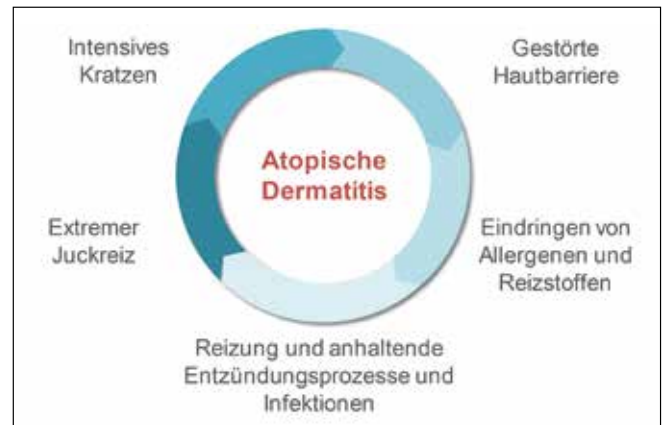 Intensives
Kratzen
Gestörte
Hautbarriere
Atopische
Dermatitis
Extremer
Juckreiz
Eindringen von
Allergenen und
Reizstoffen
Reizung und anhaltende
Entzündungsprozesse und
Infektionen